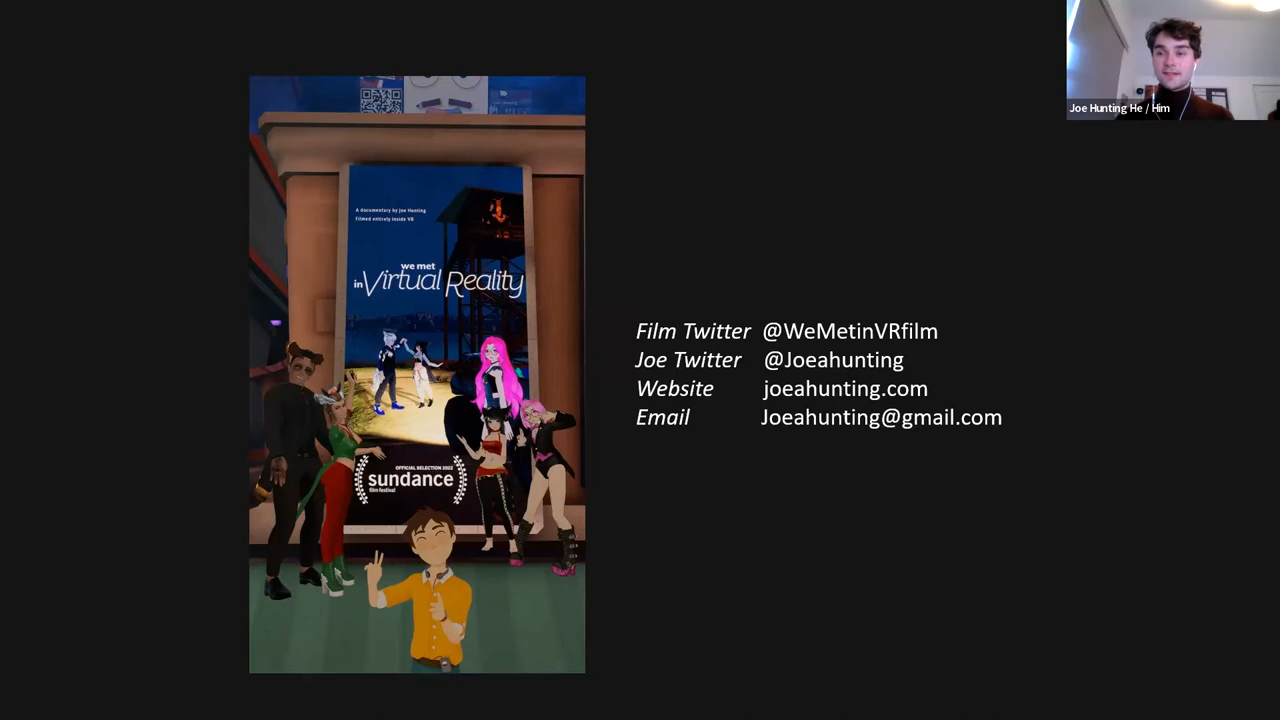 Joe Hunting He / Him
A documentary by Joe Hunting
Filmed entirely inside VR
we met
in Virtual Reality
OFFICIAL SELECTION 2022
sundance
film festival
Film Twitter @WeMetinVRfilm
Joe Twitter @Joeahunting
Website joeahunting.com
Email Joeahunting@gmail.com